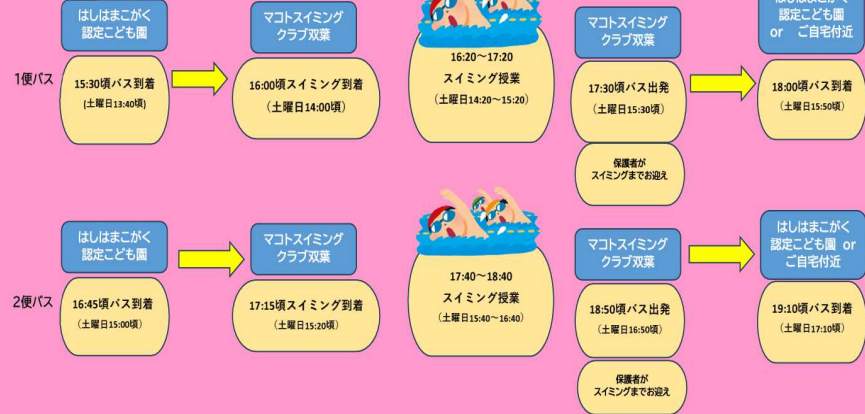 はしはまこがく
認定こども園
マコトスイミング
クラブ双葉
マコトスイミング
クラブ双葉
はしはまこがく
認定こども園
or ご自宅付近
1便バス
15:30頃バス到着
(土曜日13:40頃)
16:00頃スイミング到着
(土曜日14:00頃)
16:20～17:20
スイミング授業
(土曜日14:20～15:20)
17:30頃バス出発
(土曜日15:30頃)
18:00頃バス到着
(土曜日15:50頃)
保護者が
スイミングまでお迎え
はしはまこがく
認定こども園
マコトスイミング
クラブ双葉
マコトスイミング
クラブ双葉
はしはまこがく
認定こども園 or
ご自宅付近
2便バス
16:45頃バス到着
(土曜日15:00頃)
17:15頃スイミング到着
(土曜日15:20頃)
17:40～18:40
スイミング授業
(土曜日15:40～16:40)
18:50頃バス出発
(土曜日16:50頃)
19:10頃バス到着
(土曜日17:10頃)
保護者が
スイミングまでお迎え